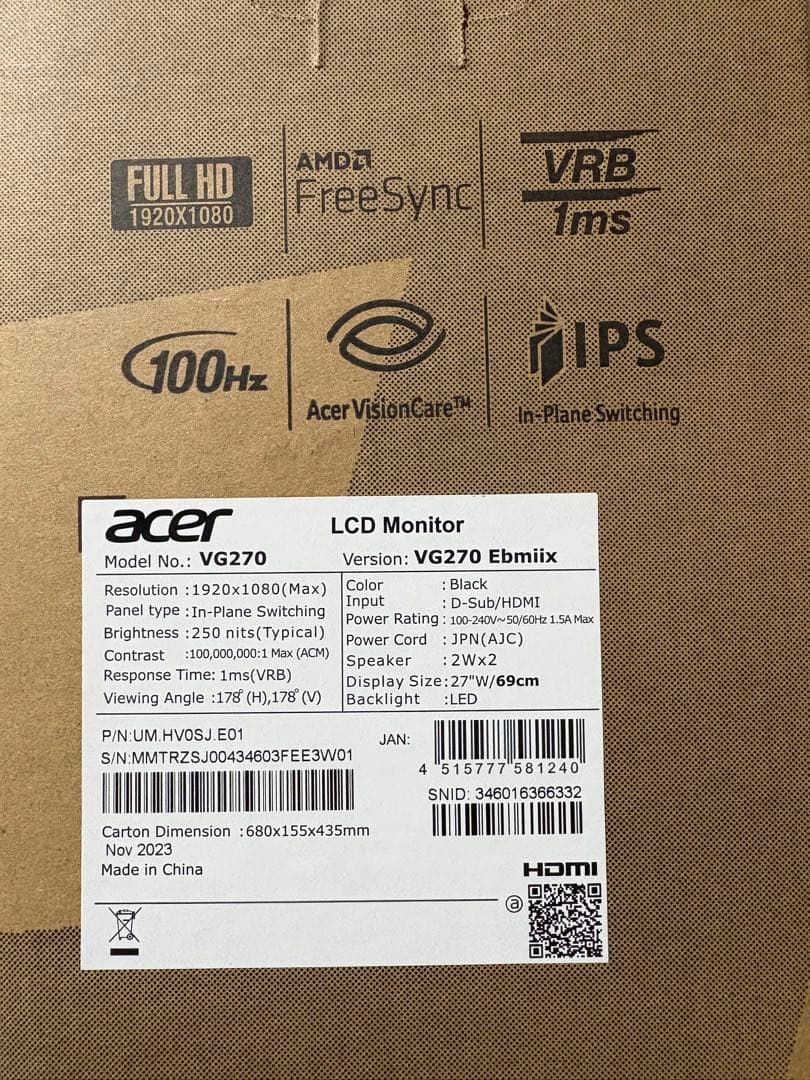 FULL HD
1920X1080
AMD
FreeSync
VRB
1ms
100Hz
Acer VisionCare™
IPS
In-Plane Switching
acer
LCD Monitor
Model No.: VG270
Version: VG270 Ebmiix
Resolution :1920x1080(Max)
Panel type :In-Plane Switching
Brightness :250 nits(Typical)
Contrast :100,000,000:1 Max (ACM)
Response Time: 1ms(VRB)
Viewing Angle :178°(H),178°(V)
Color : Black
Input : D-Sub/HDMI
Power Rating : 100-240V~50/60Hz 1.5A Max
Power Cord : JPN(AJC)
Speaker : 2Wx2
Display Size:27"W/69cm
Backlight :LED
P/N:UM.HV0SJ.E01
S/N:MMTRZSJ00434603FEE3W01
JAN:
4 515777 581240
SNID: 346016366332
Carton Dimension :680x155x435mm
Nov 2023
Made in China
HDMI
a